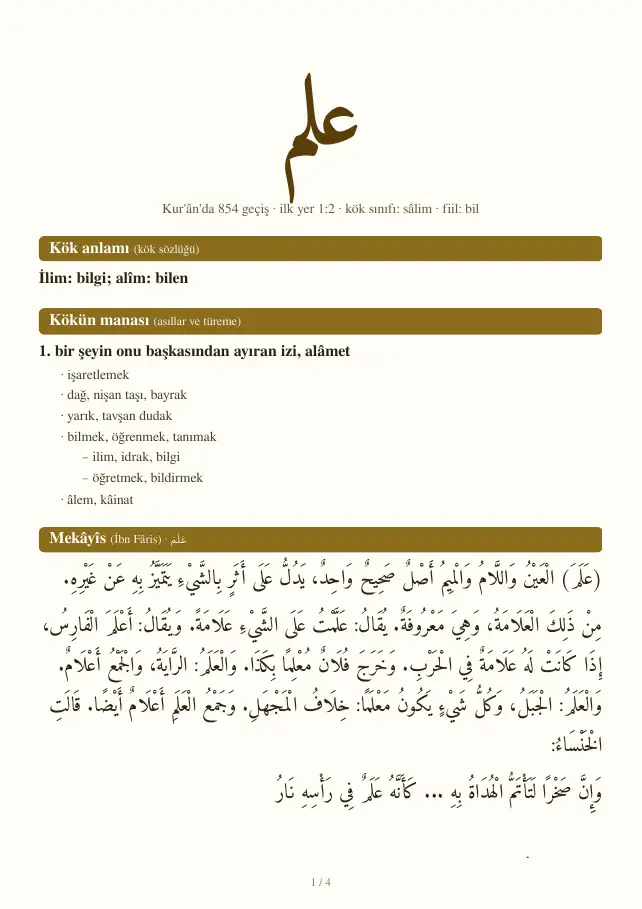 علم
Kur'ân'da 854 geçiş · ilk yer 1:2 · kök sınıfı: sâlim · fiil: bil
Kök anlamı (kök sözlüğü)
İlim: bilgi; alîm: bilen
Kökün manası (asıllar ve türeme)
1. bir şeyin onu başkasından ayıran izi, alâmet
· işaretlemek
· dağ, nişan taşı, bayrak
· yarık, tavşan dudak
· bilmek, öğrenmek, tanımak
– ilim, idrak, bilgi
– öğretmek, bildirmek
· âlem, kâinat
Mekâyîs (İbn Fâris) · عَلَمَ
(عَلَمَ) الْعَيْنُ وَاللَّامُ وَالْمِيمُ أَصْلٌ صَحِيحٌ وَاحِدٌ، يَدُلُّ عَلَى أَثَرٍ بِالشَّيْءِ يَتَمَيَّزُ بِهِ عَنْ غَيْرِهِ.
مِنْ ذَلِكَ الْعَلَامَةُ، وَهِيَ مَعْرُوفَةٌ. يُقَالُ: عَلَّمْتُ عَلَى الشَّيْءِ عَلَامَةً. وَيُقَالُ: أَعْلَمَ الْفَارِسُ،
إِذَا كَانَتْ لَهُ عَلَامَةٌ فِي الْحَرْبِ. وَخَرَجَ فُلَانٌ مُعْلِمًا بِكَذَا. وَالْعَلَمُ: الرَّايَةُ، وَالْجَمْعُ أَعْلَامٌ.
وَالْعَلَمُ: الْجَبَلُ، وَكُلُّ شَيْءٍ يَكُونُ مَعْلَمًا: خِلَافُ الْمَجْهَلِ. وَجَمْعُ الْعَلَمِ أَعْلَامٌ أَيْضًا. قَالَتِ
الْخَنْسَاءُ:
وَإِنَّ صَخْرًا لَتَأْتَمُّ الْهُدَاةُ بِهِ ... كَأَنَّهُ عَلَمٌ فِي رَأْسِهِ نَارُ
.
1 / 4